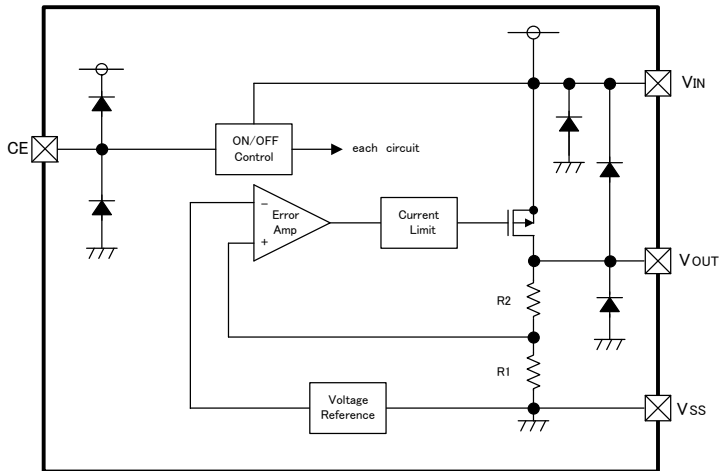 VIN
CE
ON/OFF
Control
each circuit
−
Error
Amp
+
Current
Limit
VOUT
R2
R1
Voltage
Reference
VSS